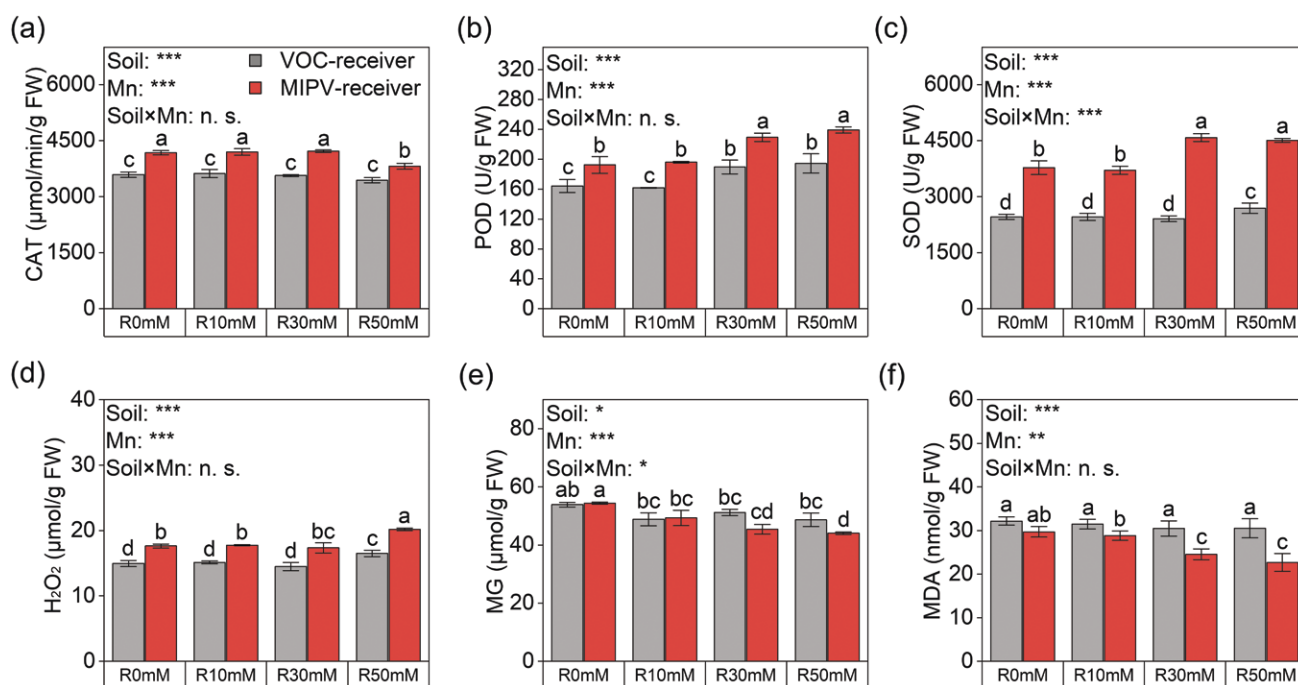 (a)
Soil: ***
Mn: ***
Soil×Mn: n. s.
VOC-receiver
MIPV-receiver
CAT (μmol/min/g FW)
6000
4500
3000
1500
0
c a c a c a c b
R0mM R10mM R30mM R50mM
(b)
Soil: ***
Mn: ***
Soil×Mn: n. s.
POD (U/g FW)
320
280
240
200
160
120
80
40
0
c b c b b a b a
R0mM R10mM R30mM R50mM
(c)
Soil: ***
Mn: ***
Soil×Mn: ***
SOD (U/g FW)
6000
4500
3000
1500
0
d b d b d a c a
R0mM R10mM R30mM R50mM
(d)
Soil: ***
Mn: ***
Soil×Mn: n. s.
H₂O₂ (μmol/g FW)
40
30
20
10
0
d b d b d bc c a
R0mM R10mM R30mM R50mM
(e)
Soil: *
Mn: ***
Soil×Mn: *
MG (μmol/g FW)
80
60
40
20
0
ab a bc bc bc cd bc d
R0mM R10mM R30mM R50mM
(f)
Soil: ***
Mn: **
Soil×Mn: n. s.
MDA (nmol/g FW)
60
50
40
30
20
10
0
a ab a b a c a c
R0mM R10mM R30mM R50mM